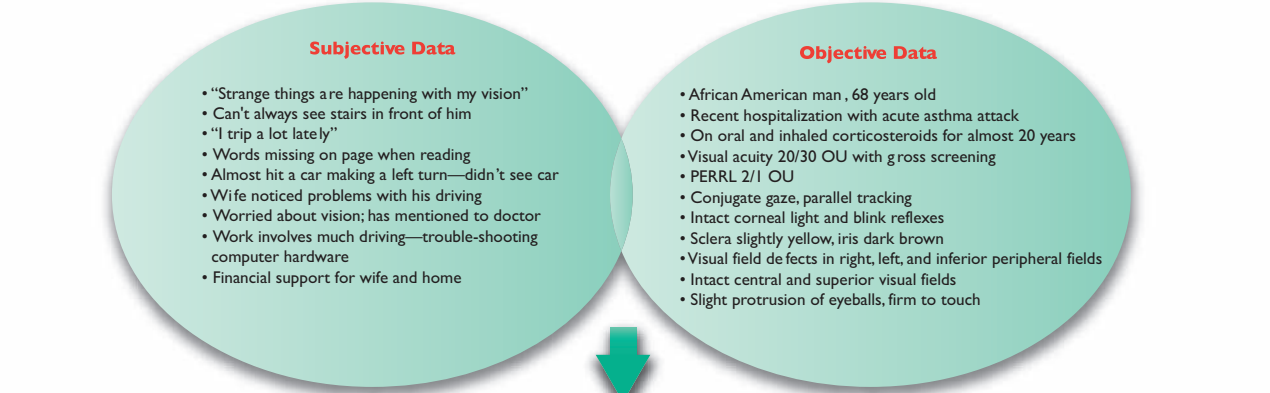 Subjective Data
• “Strange things are happening with my vision”
• Can't always see stairs in front of him
• “I trip a lot lately”
• Words missing on page when reading
• Almost hit a car making a left turn—didn’t see car
• Wife noticed problems with his driving
• Worried about vision; has mentioned to doctor
• Work involves much driving—trouble-shooting
computer hardware
• Financial support for wife and home
Objective Data
• African American man , 68 years old
• Recent hospitalization with acute asthma attack
• On oral and inhaled corticosteroids for almost 20 years
• Visual acuity 20/30 OU with gross screening
• PERRL 2/1 OU
• Conjugate gaze, parallel tracking
• Intact corneal light and blink reflexes
• Sclera slightly yellow, iris dark brown
• Visual field defects in right, left, and inferior peripheral fields
• Intact central and superior visual fields
• Slight protrusion of eyeballs, firm to touch